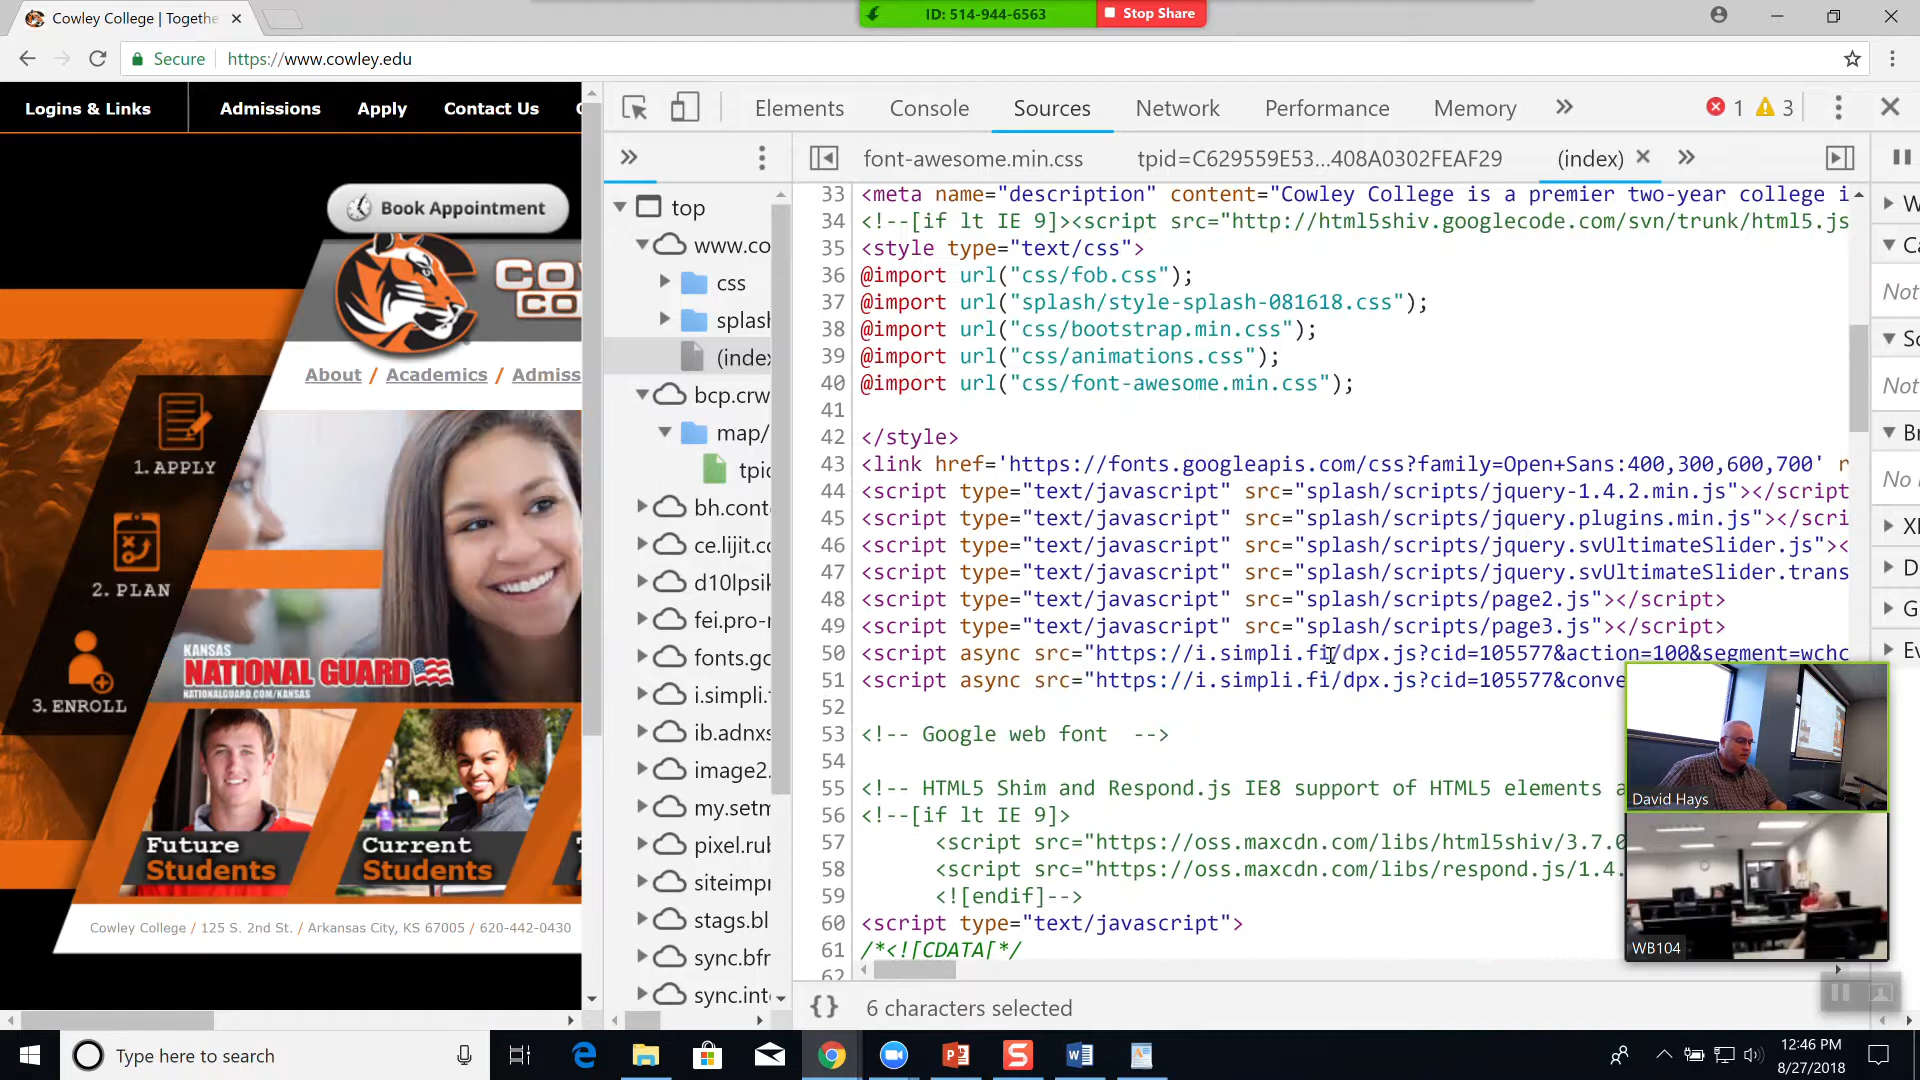 Cowley College | Togethe
ID: 514-944-6563
Stop Share
Secure
https://www.cowley.edu
Logins & Links
Admissions
Apply
Contact Us
Book Appointment
About / Academics / Admiss
1. APPLY
2. PLAN
3. ENROLL
KANSAS
NATIONAL GUARD
NATIONALGUARD.com/KANSAS
Future
Students
Current
Students
Cowley College / 125 S. 2nd St. / Arkansas City, KS 67005 / 620-442-0430
Elements
Console
Sources
Network
Performance
Memory
1
3
font-awesome.min.css
tpid=C629559E53...408A0302FEAF29
(index)
top
www.co
css
splash
(index
bcp.crw
map/
tpic
bh.cont
ce.lijit.co
d10lpsik
fei.pro-r
fonts.gc
i.simpli.
ib.adnxs
image2.
my.setm
pixel.rub
siteimpr
stags.bl
sync.bfr
sync.int
33 <meta name="description" content="Cowley College is a premier two-year college i
34 <!--[if lt IE 9]><script src="http://html5shiv.googlecode.com/svn/trunk/html5.js
35 <style type="text/css">
36 @import url("css/fob.css");
37 @import url("splash/style-splash-081618.css");
38 @import url("css/bootstrap.min.css");
39 @import url("css/animations.css");
40 @import url("css/font-awesome.min.css");
41
42 </style>
43 <link href='https://fonts.googleapis.com/css?family=Open+Sans:400,300,600,700' r
44 <script type="text/javascript" src="splash/scripts/jquery-1.4.2.min.js"></script
45 <script type="text/javascript" src="splash/scripts/jquery.plugins.min.js"></scri
46 <script type="text/javascript" src="splash/scripts/jquery.svUltimateSlider.js"><
47 <script type="text/javascript" src="splash/scripts/jquery.svUltimateSlider.trans
48 <script type="text/javascript" src="splash/scripts/page2.js"></script>
49 <script type="text/javascript" src="splash/scripts/page3.js"></script>
50 <script async src="https://i.simpli.fi/dpx.js?cid=105577&action=100&segment=wchc
51 <script async src="https://i.simpli.fi/dpx.js?cid=105577&conve
52
53 <!-- Google web font  -->
54
55 <!-- HTML5 Shim and Respond.js IE8 support of HTML5 elements a
56 <!--[if lt IE 9]>
57 <script src="https://oss.maxcdn.com/libs/html5shiv/3.7.0
58 <script src="https://oss.maxcdn.com/libs/respond.js/1.4.
59 <![endif]-->
60 <script type="text/javascript">
61 /*<![CDATA[*/
62
W
Ca
Not
Sc
Not
Br
No
XI
D
G
Ev
David Hays
WB104
{} 6 characters selected
Type here to search
12:46 PM
8/27/2018